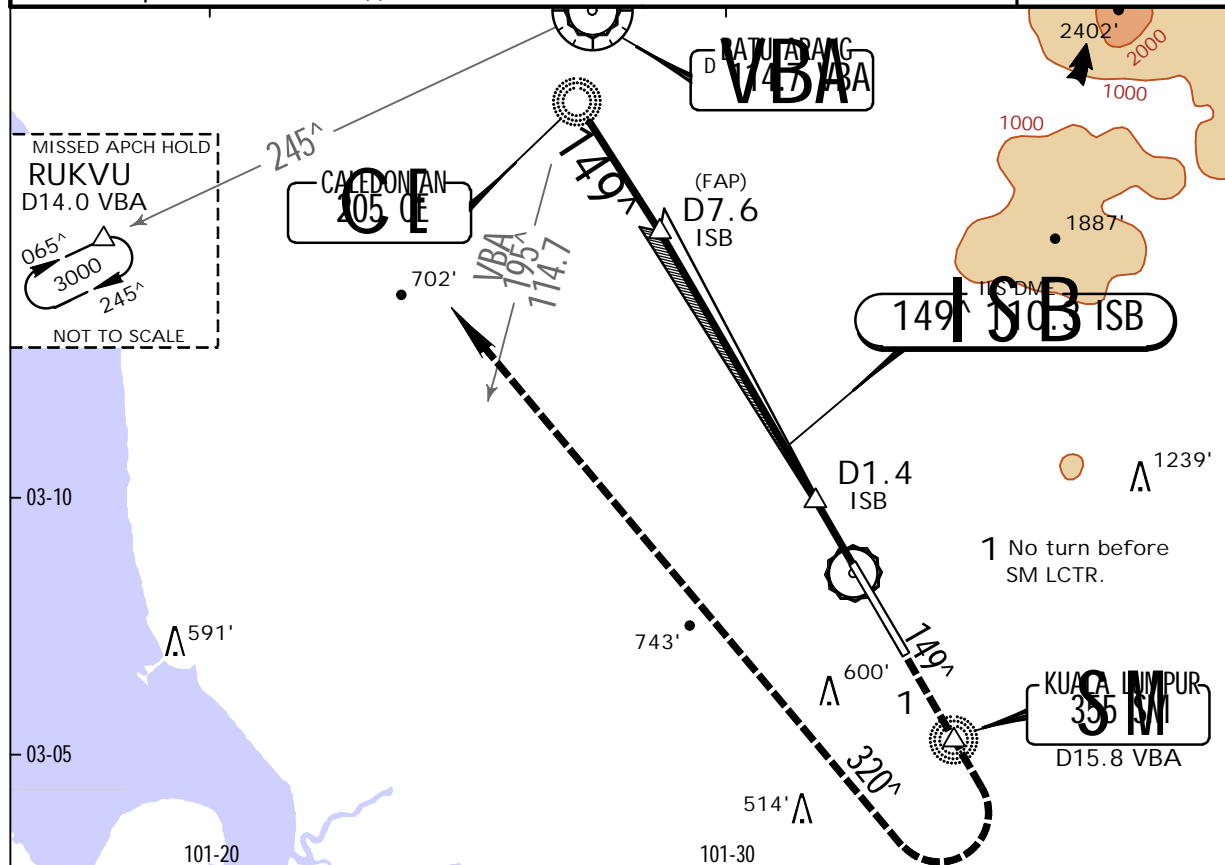 2402'
2000
1000
1000
BATU ARANG
D 114.7 VBA
VBA
MISSED APCH HOLD
RUKVU
D14.0 VBA
065^
3000
245^
NOT TO SCALE
245^
CALEDONIAN
205 CE
149^
(FAP)
D7.6
ISB
VBA
195^
114.7
702'
1887'
ILS DME
149^ 110.3 ISB
ISB
D1.4
ISB
1239'
03-10
1 No turn before
SM LCTR.
591'
743'
149^
600'
1
KUALA LUMPUR
355 SM
SM
D15.8 VBA
03-05
320^
514'
101-20
101-30